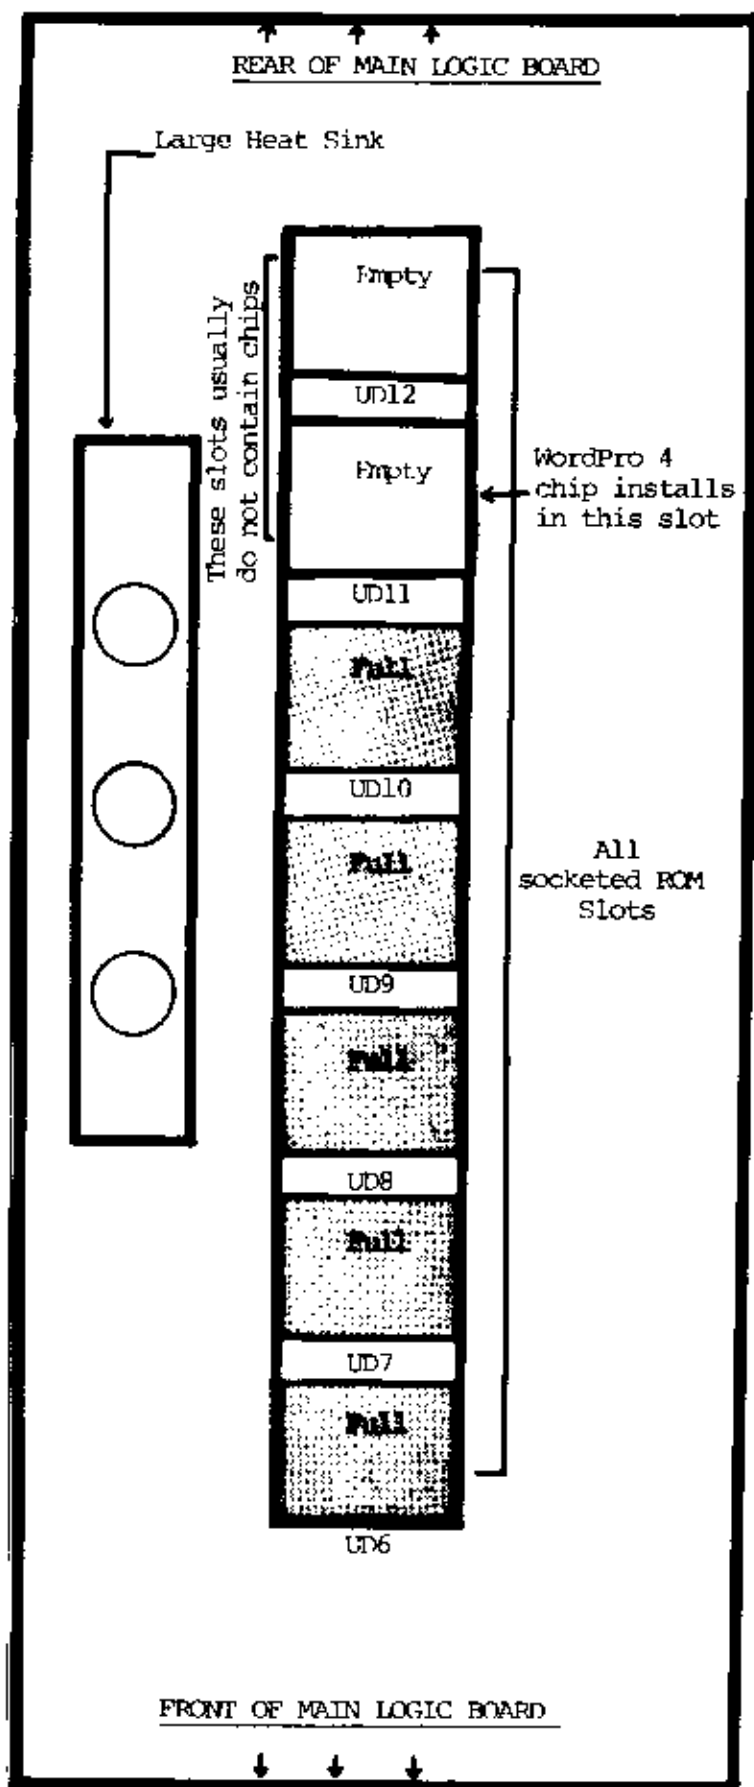 REAR OF MAIN LOGIC BOARD
Large Heat Sink
Empty
These slots usually
do not contain chips
UD12
Empty
WordPro 4
chip installs
in this slot
UD11
Full
UD10
Full
All
socketed ROM
Slots
UD9
Full
UD8
Full
UD7
Full
UD6
FRONT OF MAIN LOGIC BOARD